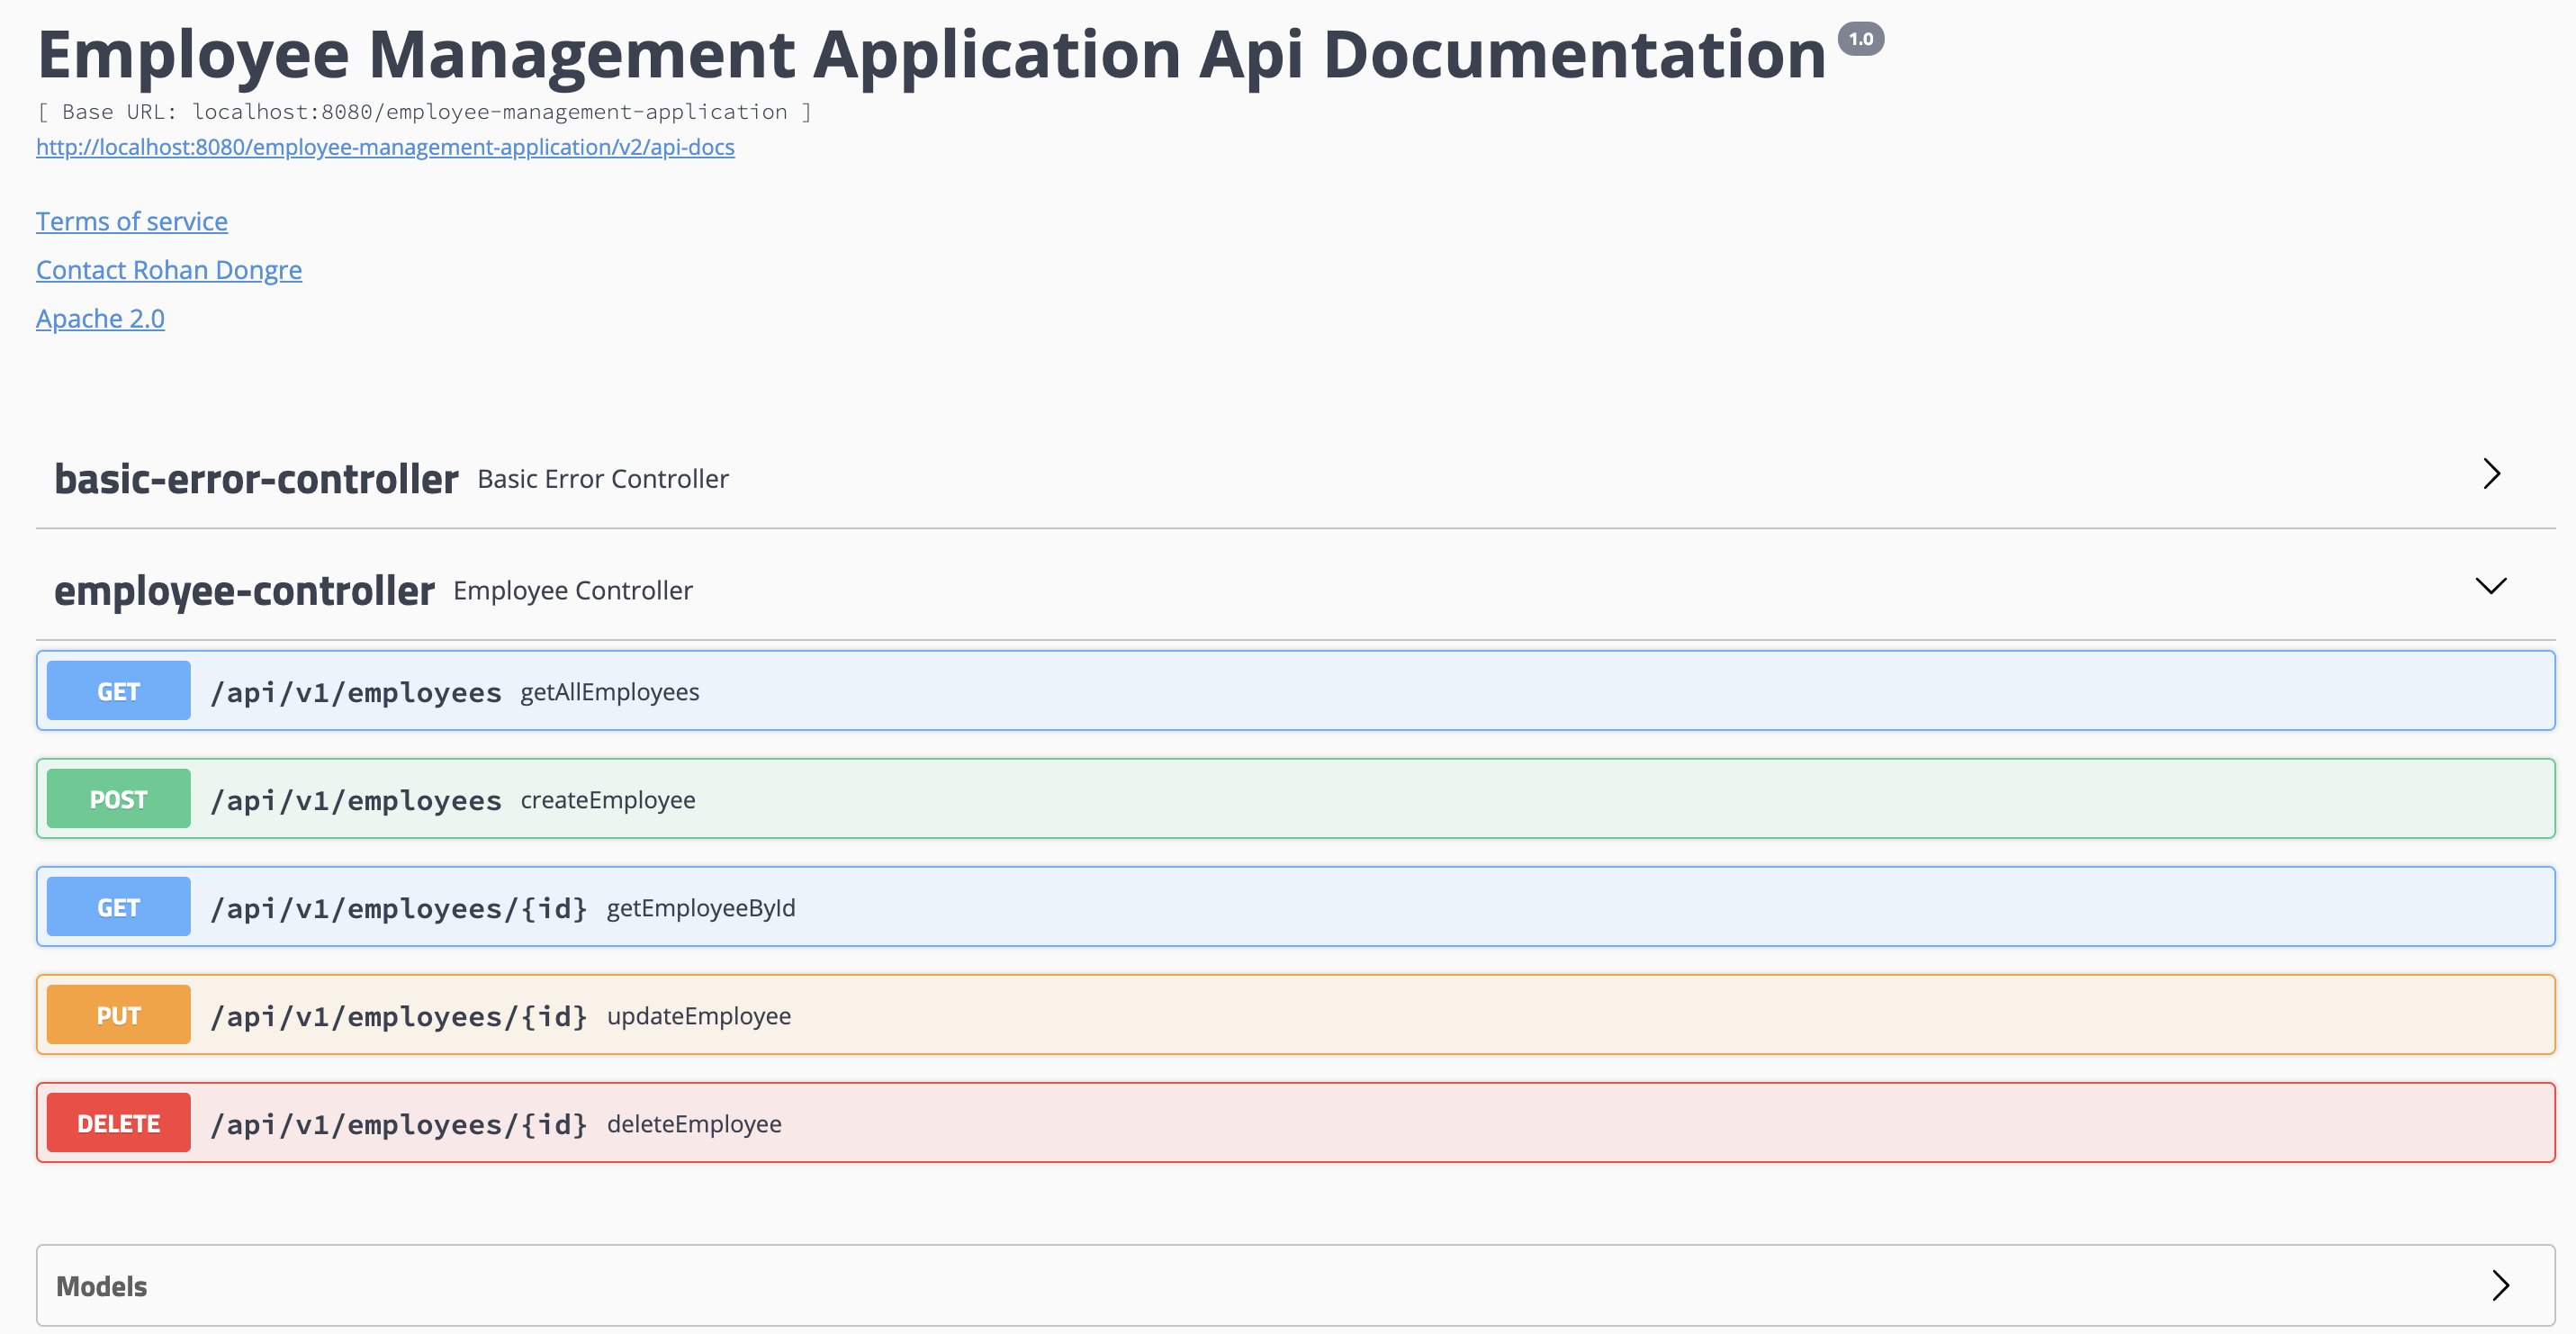 Employee Management Application Api Documentation 1.0
[ Base URL: localhost:8080/employee-management-application ]
http://localhost:8080/employee-management-application/v2/api-docs
Terms of service
Contact Rohan Dongre
Apache 2.0
basic-error-controller Basic Error Controller
employee-controller Employee Controller
GET /api/v1/employees getAllEmployees
POST /api/v1/employees createEmployee
GET /api/v1/employees/{id} getEmployeeById
PUT /api/v1/employees/{id} updateEmployee
DELETE /api/v1/employees/{id} deleteEmployee
Models